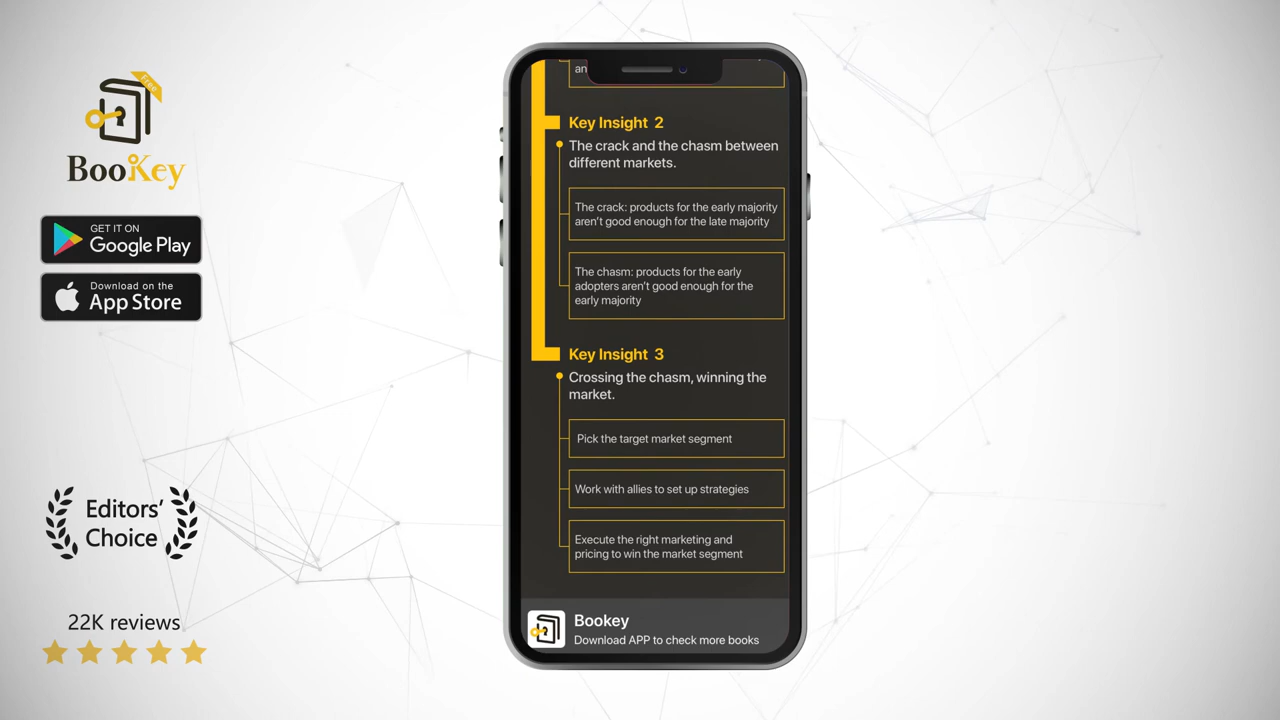 Free
BooKey
GET IT ON
Google Play
Download on the
App Store
Editors'
Choice
22K reviews
an
Key Insight 2
The crack and the chasm between
different markets.
The crack: products for the early majority
aren't good enough for the late majority
The chasm: products for the early
adopters aren't good enough for the
early majority
Key Insight 3
Crossing the chasm, winning the
market.
Pick the target market segment
Work with allies to set up strategies
Execute the right marketing and
pricing to win the market segment
Bookey
Download APP to check more books